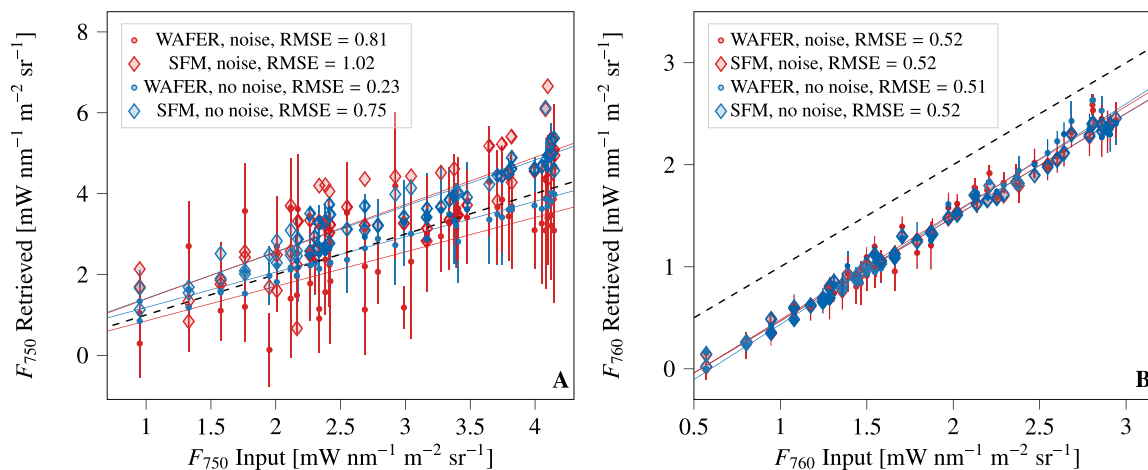 WAFER, noise, RMSE = 0.81
SFM, noise, RMSE = 1.02
WAFER, no noise, RMSE = 0.23
SFM, no noise, RMSE = 0.75
8
6
4
2
0
F₇₅₀ Retrieved [mW nm⁻¹ m⁻² sr⁻¹]
A
1 1.5 2 2.5 3 3.5 4
F₇₅₀ Input [mW nm⁻¹ m⁻² sr⁻¹]
WAFER, noise, RMSE = 0.52
SFM, noise, RMSE = 0.52
WAFER, no noise, RMSE = 0.51
SFM, no noise, RMSE = 0.52
3
2
1
0
F₇₆₀ Retrieved [mW nm⁻¹ m⁻² sr⁻¹]
B
0.5 1 1.5 2 2.5 3
F₇₆₀ Input [mW nm⁻¹ m⁻² sr⁻¹]